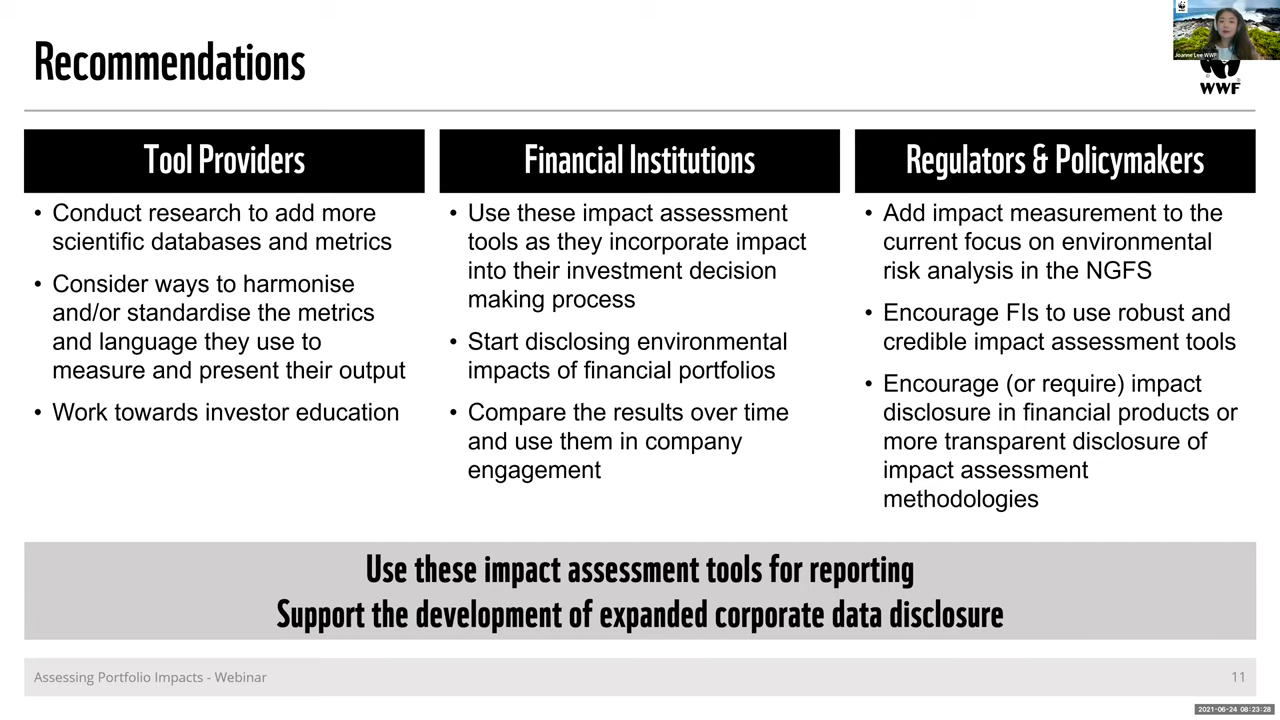 Recommendations
Joanne Lee WWF
WWF
Tool Providers
• Conduct research to add more
scientific databases and metrics
• Consider ways to harmonise
and/or standardise the metrics
and language they use to
measure and present their output
• Work towards investor education
Financial Institutions
• Use these impact assessment
tools as they incorporate impact
into their investment decision
making process
• Start disclosing environmental
impacts of financial portfolios
• Compare the results over time
and use them in company
engagement
Regulators & Policymakers
• Add impact measurement to the
current focus on environmental
risk analysis in the NGFS
• Encourage FIs to use robust and
credible impact assessment tools
• Encourage (or require) impact
disclosure in financial products or
more transparent disclosure of
impact assessment
methodologies
Use these impact assessment tools for reporting
Support the development of expanded corporate data disclosure
Assessing Portfolio Impacts - Webinar
11
2021-06-24 08:23:28